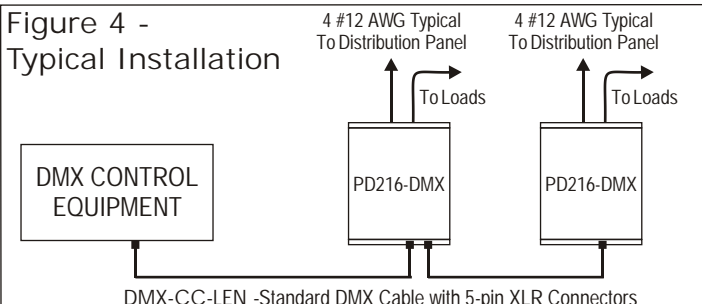 Figure 4 -
Typical Installation
4 #12 AWG Typical
To Distribution Panel
4 #12 AWG Typical
To Distribution Panel
To Loads
To Loads
DMX CONTROL
EQUIPMENT
PD216-DMX
PD216-DMX
DMX-CC-LEN -Standard DMX Cable with 5-pin XLR Connectors